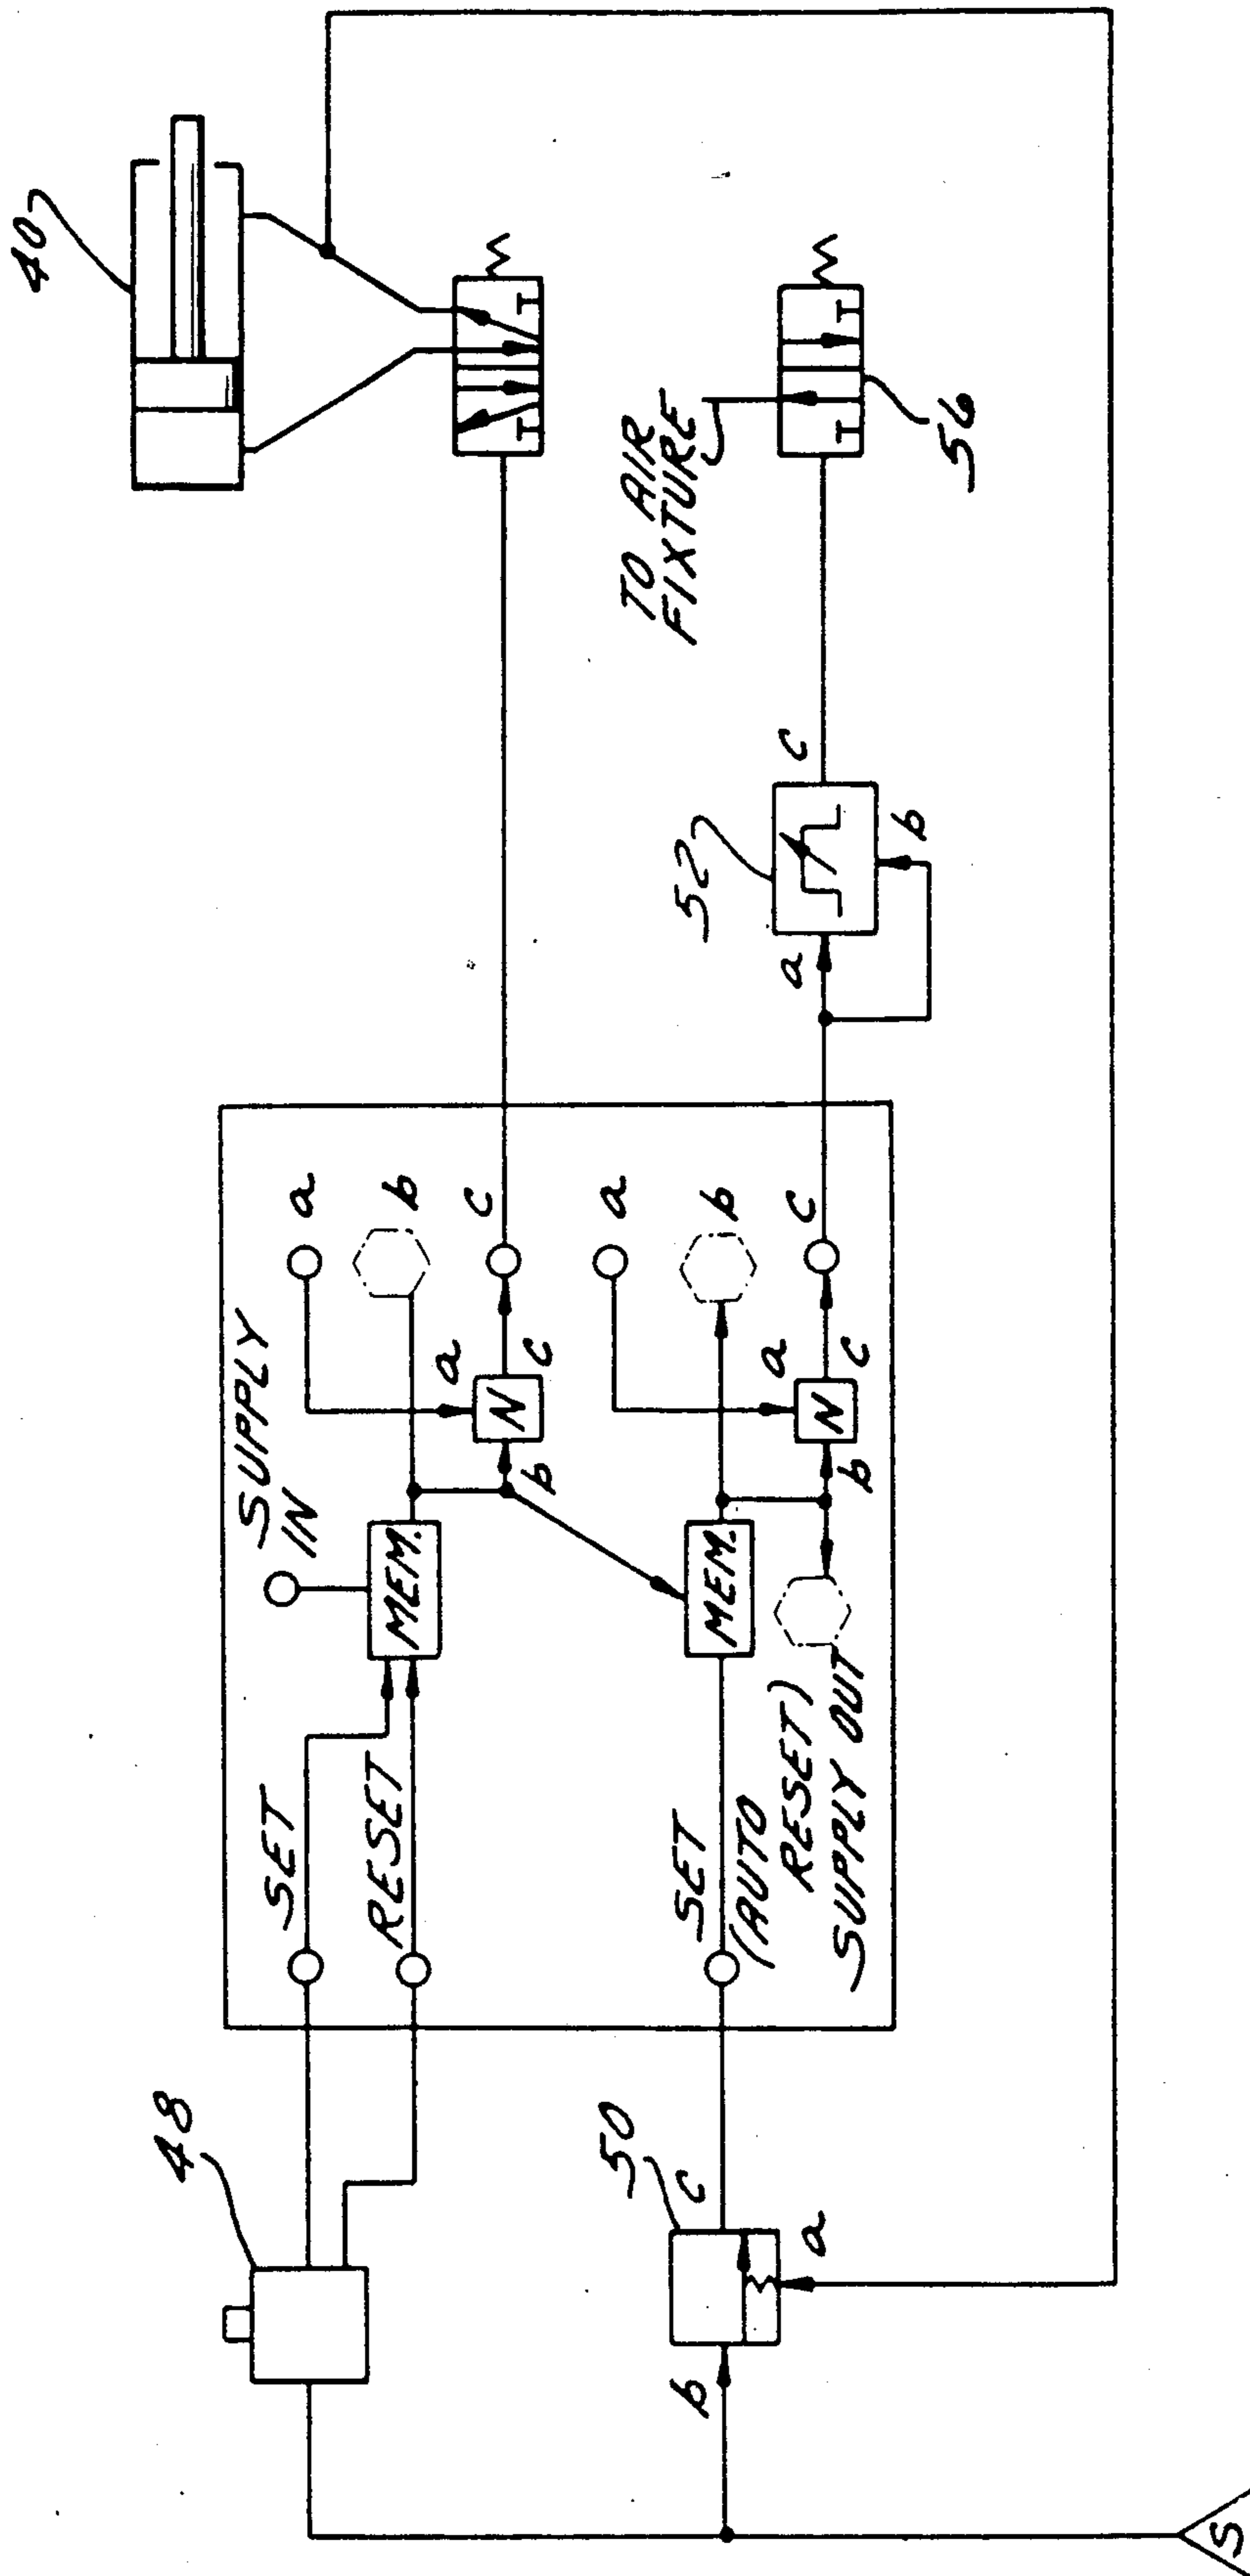 40
48
SET
RESET
SUPPLY
IN
MEM.
a
b
a
c
N
b
c
TO AIR
FIXTURE
50
c
b
a
SET
(AUTO
RESET)
SUPPLY OUT
MEM.
a
b
a
c
N
b
c
52
a
b
c
56
S